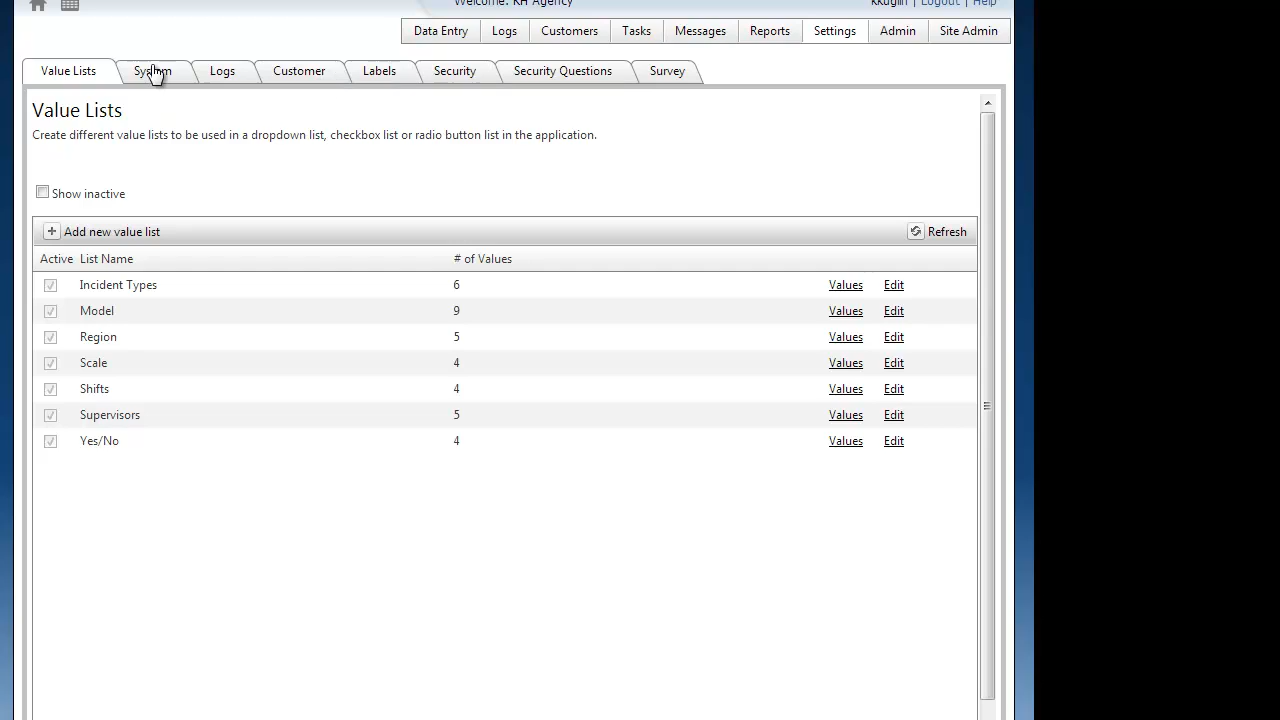 Welcome: KH Agency
kkuglin | Logout | Help
Data Entry Logs Customers Tasks Messages Reports Settings Admin Site Admin
Value Lists System Logs Customer Labels Security Security Questions Survey
Value Lists
Create different value lists to be used in a dropdown list, checkbox list or radio button list in the application.
Show inactive
Add new value list Refresh
Active List Name # of Values
Incident Types 6 Values Edit
Model 9 Values Edit
Region 5 Values Edit
Scale 4 Values Edit
Shifts 4 Values Edit
Supervisors 5 Values Edit
Yes/No 4 Values Edit